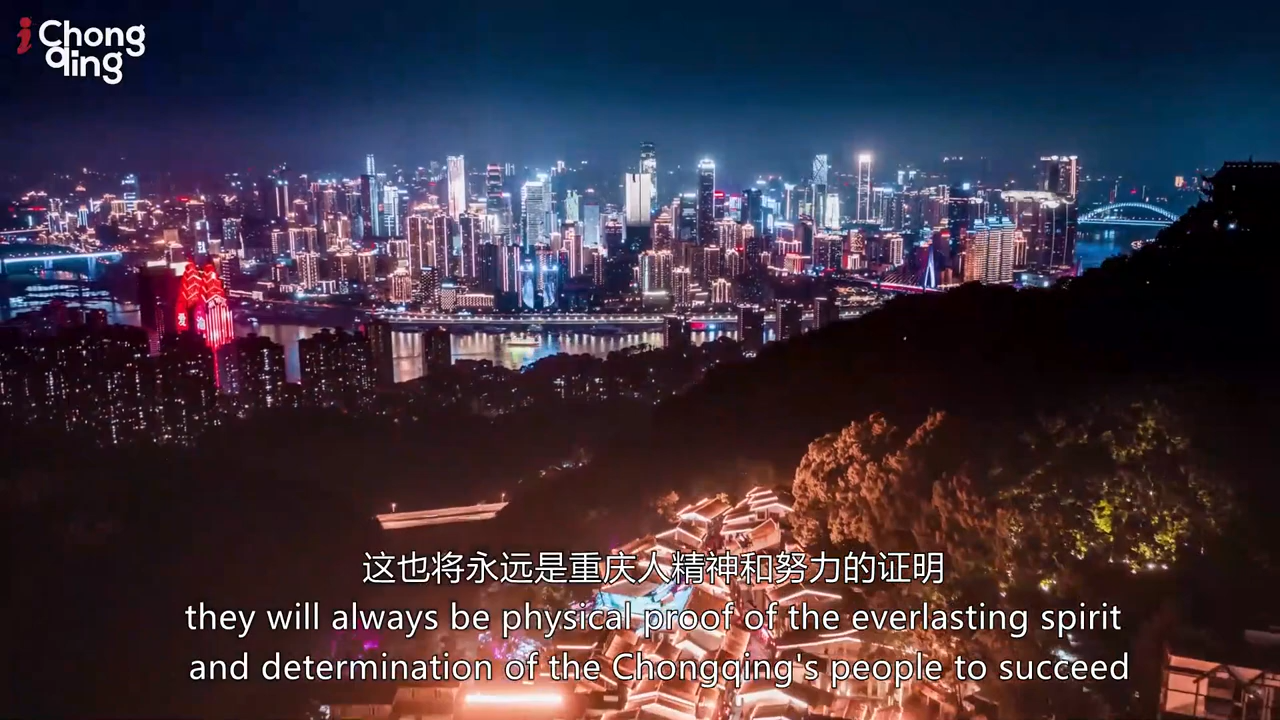 iChong
qing
这也将永远是重庆人精神和努力的证明
they will always be physical proof of the everlasting spirit
and determination of the Chongqing's people to succeed